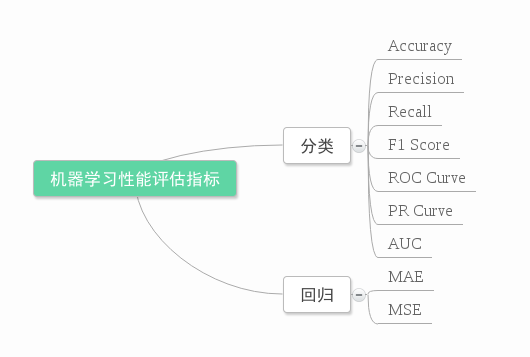 机器学习性能评估指标
分类
Accuracy
Precision
Recall
F1 Score
ROC Curve
PR Curve
AUC
回归
MAE
MSE